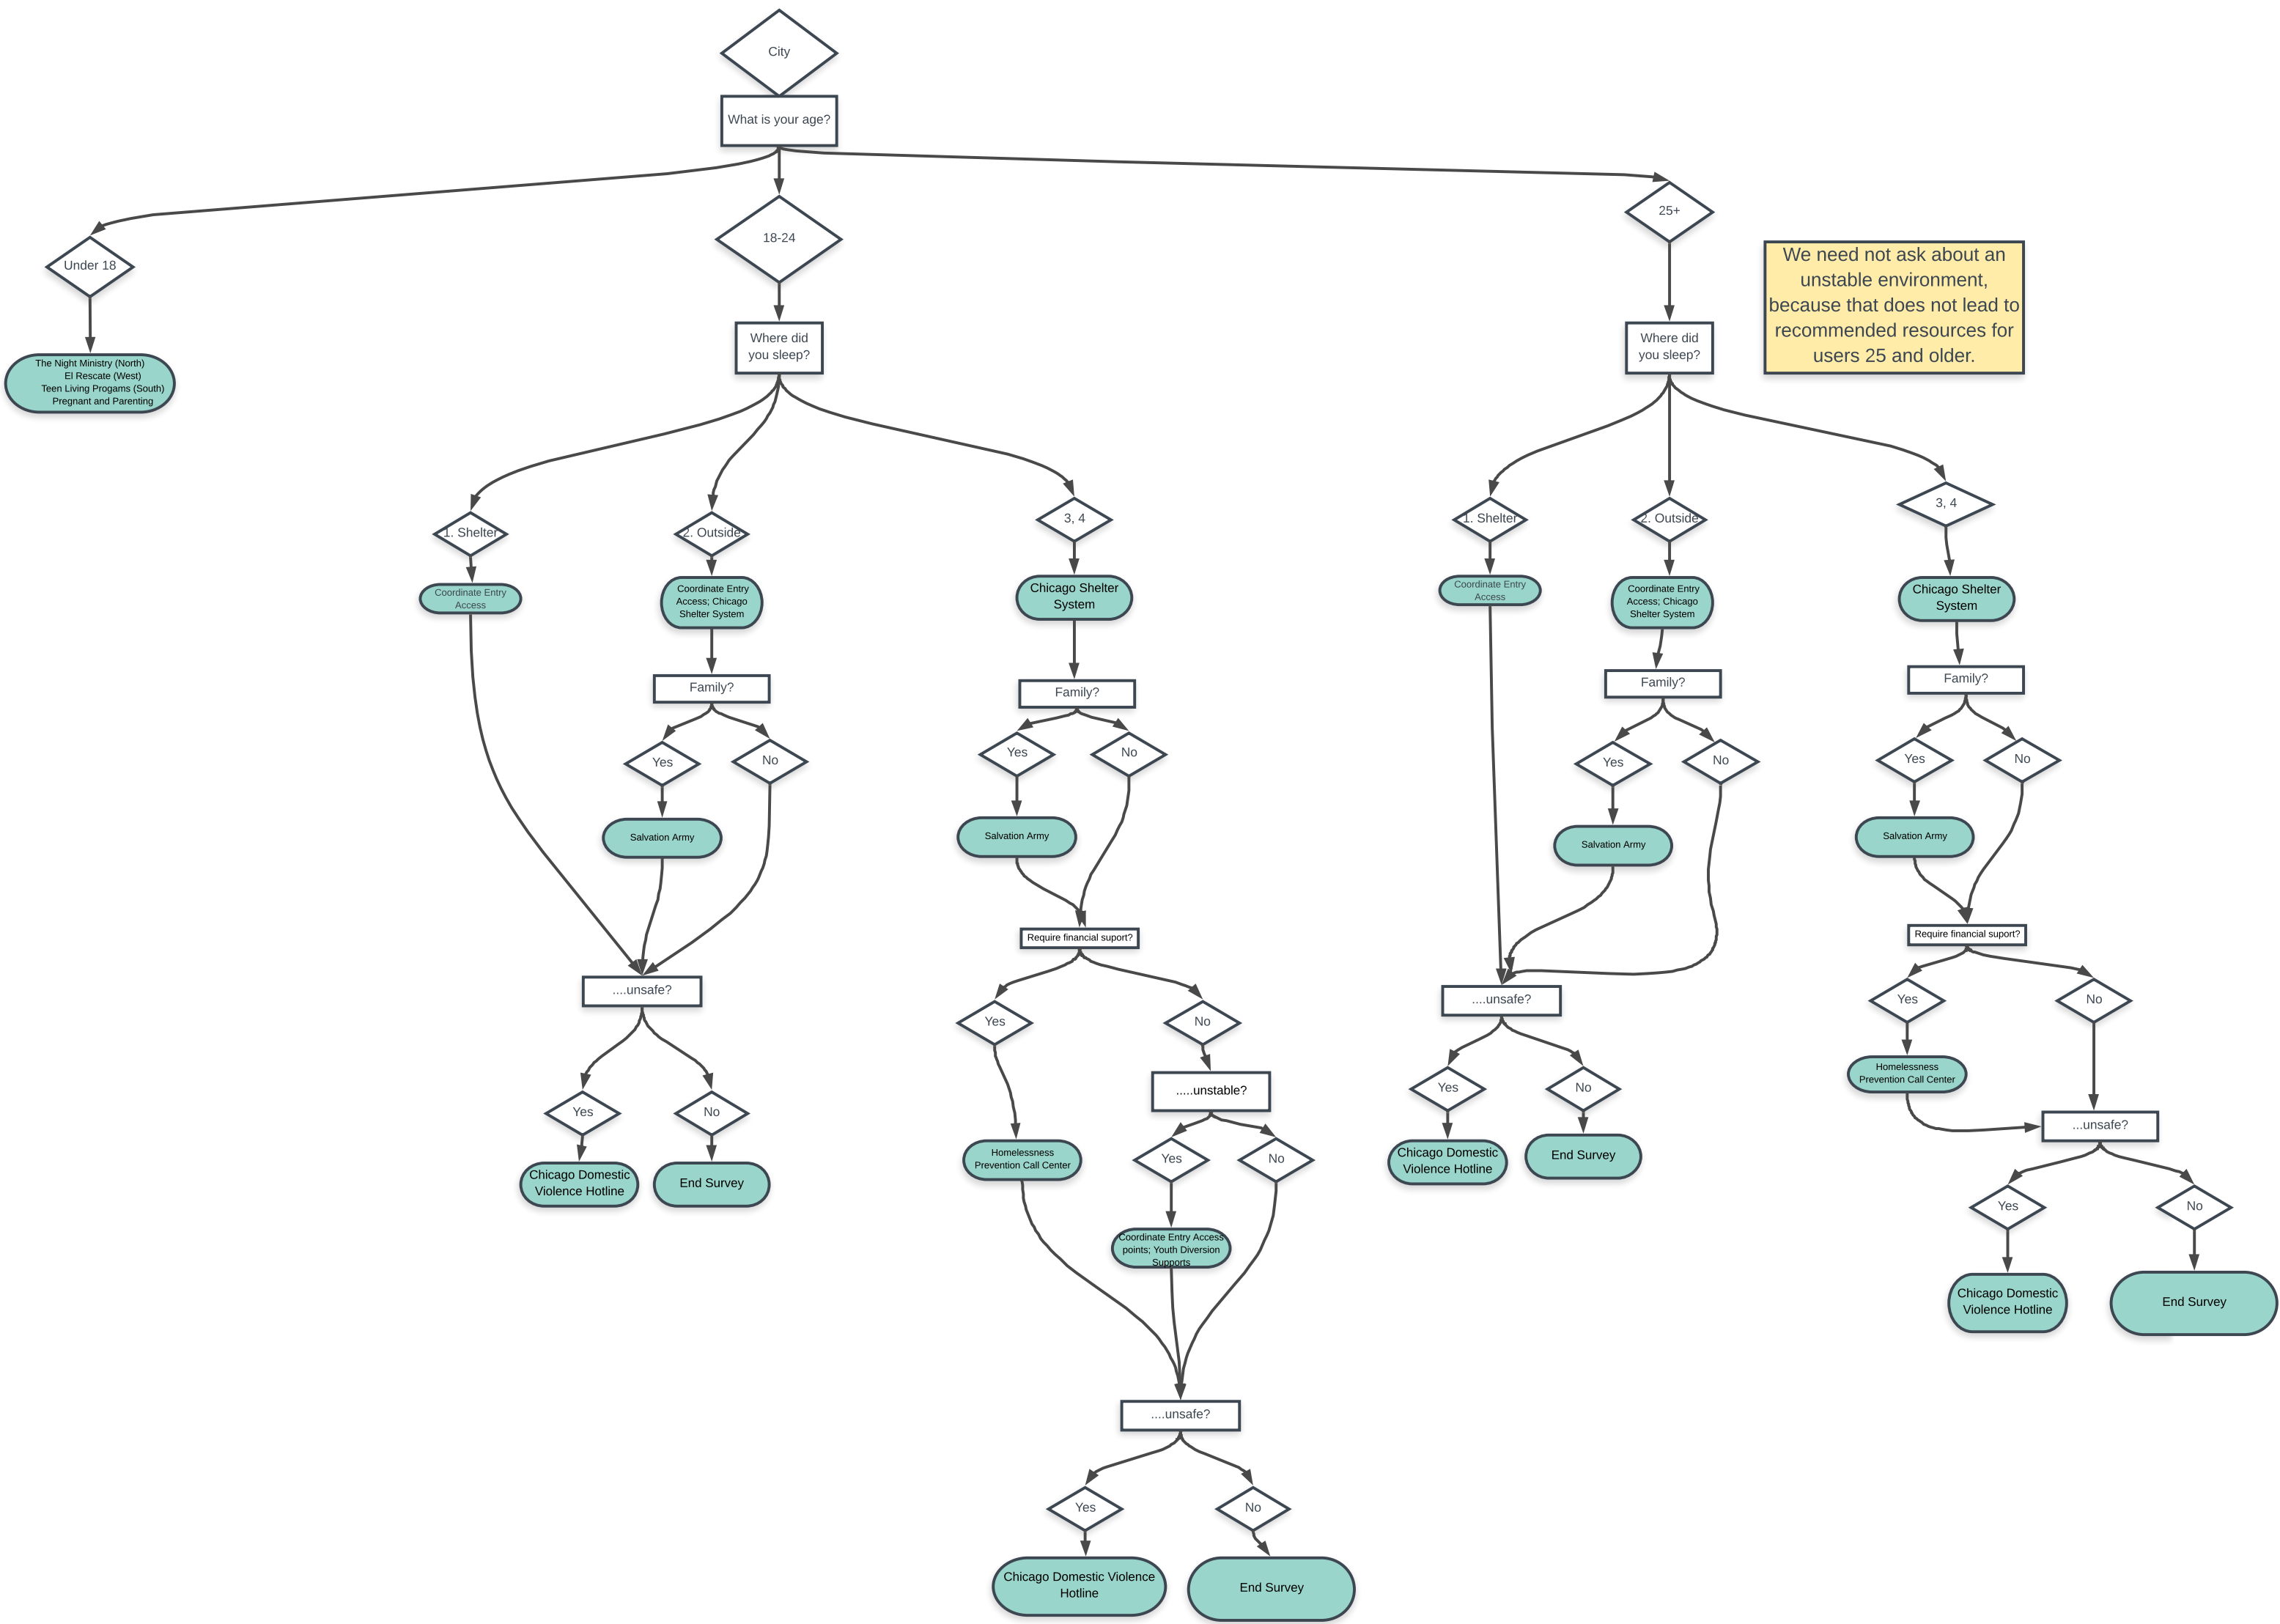 City
What is your age?
Under 18
18-24
25+
We need not ask about an
unstable environment,
because that does not lead to
recommended resources for
users 25 and older.
The Night Ministry (North)
El Rescate (West)
Teen Living Progams (South)
Pregnant and Parenting
Where did
you sleep?
Where did
you sleep?
1. Shelter
2. Outside
3, 4
1. Shelter
2. Outside
3, 4
Coordinate Entry
Access
Coordinate Entry
Access; Chicago
Shelter System
Chicago Shelter
System
Coordinate Entry
Access
Coordinate Entry
Access; Chicago
Shelter System
Chicago Shelter
System
Family?
Family?
Family?
Family?
Yes
No
Yes
No
Yes
No
Yes
No
Salvation Army
Salvation Army
Salvation Army
Salvation Army
Require financial suport?
Require financial suport?
....unsafe?
....unsafe?
Yes
No
Yes
No
Yes
No
Yes
No
Yes
No
.....unstable?
Homelessness
Prevention Call Center
...unsafe?
Homelessness
Prevention Call Center
Yes
No
Chicago Domestic
Violence Hotline
End Survey
Chicago Domestic
Violence Hotline
End Survey
Yes
No
Coordinate Entry Access
points; Youth Diversion
Supports
Chicago Domestic
Violence Hotline
End Survey
....unsafe?
Yes
No
Chicago Domestic Violence
Hotline
End Survey